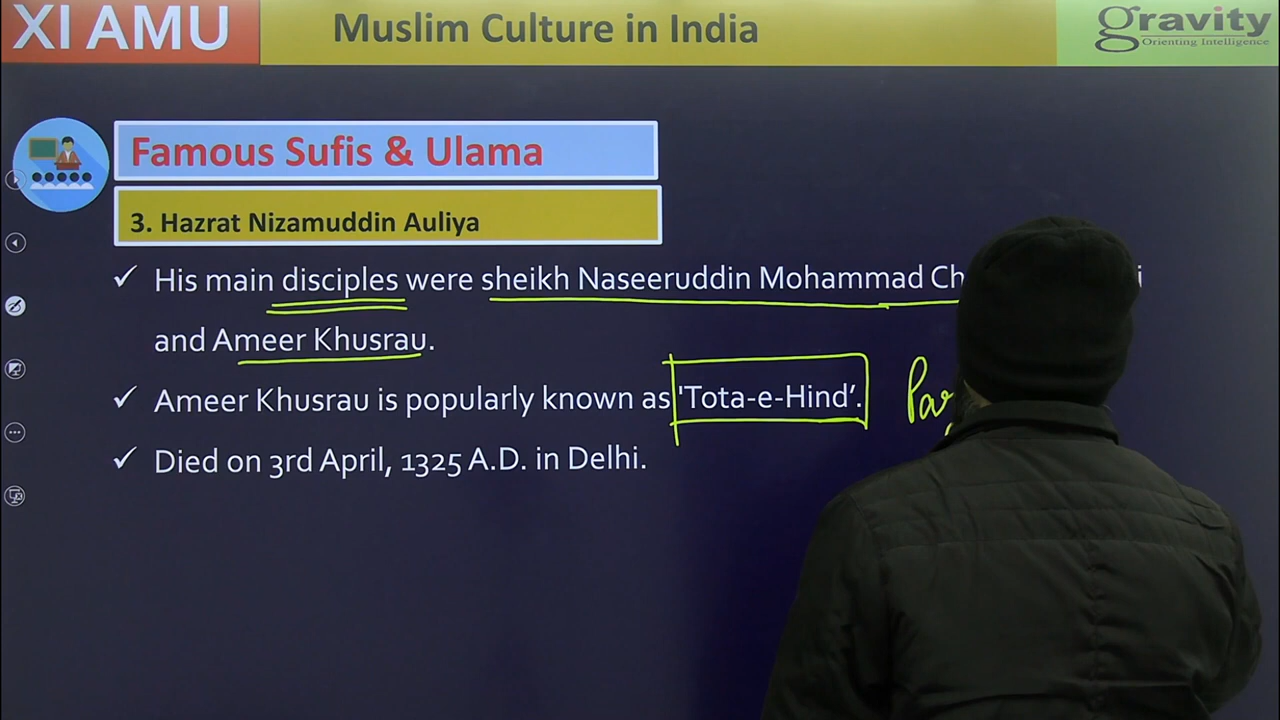 XI AMU
Muslim Culture in India
gravity
Orienting Intelligence
Famous Sufis & Ulama
3. Hazrat Nizamuddin Auliya
✓ His main disciples were sheikh Naseeruddin Mohammad
and Ameer Khusrau.
✓ Ameer Khusrau is popularly known as 'Tota-e-Hind’.
✓ Died on 3rd April, 1325 A.D. in Delhi.